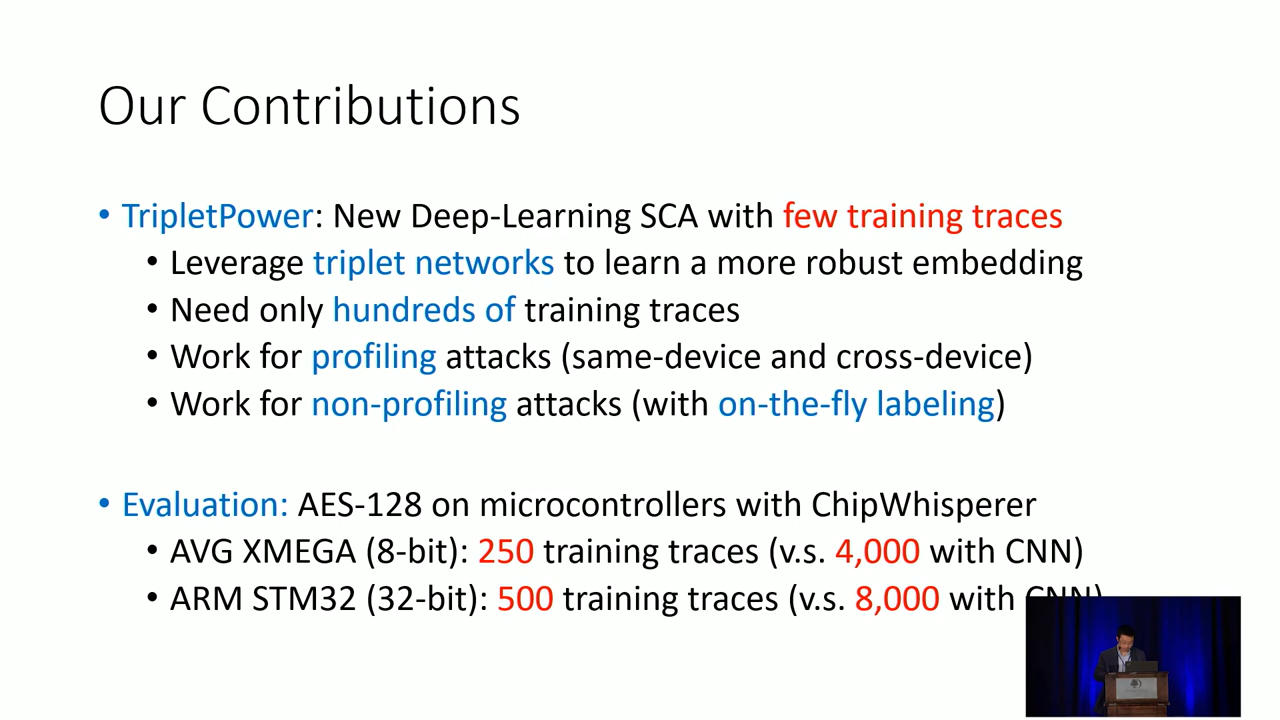 Our Contributions
• TripletPower: New Deep-Learning SCA with few training traces
• Leverage triplet networks to learn a more robust embedding
• Need only hundreds of training traces
• Work for profiling attacks (same-device and cross-device)
• Work for non-profiling attacks (with on-the-fly labeling)
• Evaluation: AES-128 on microcontrollers with ChipWhisperer
• AVG XMEGA (8-bit): 250 training traces (v.s. 4,000 with CNN)
• ARM STM32 (32-bit): 500 training traces (v.s. 8,000 with CNN)